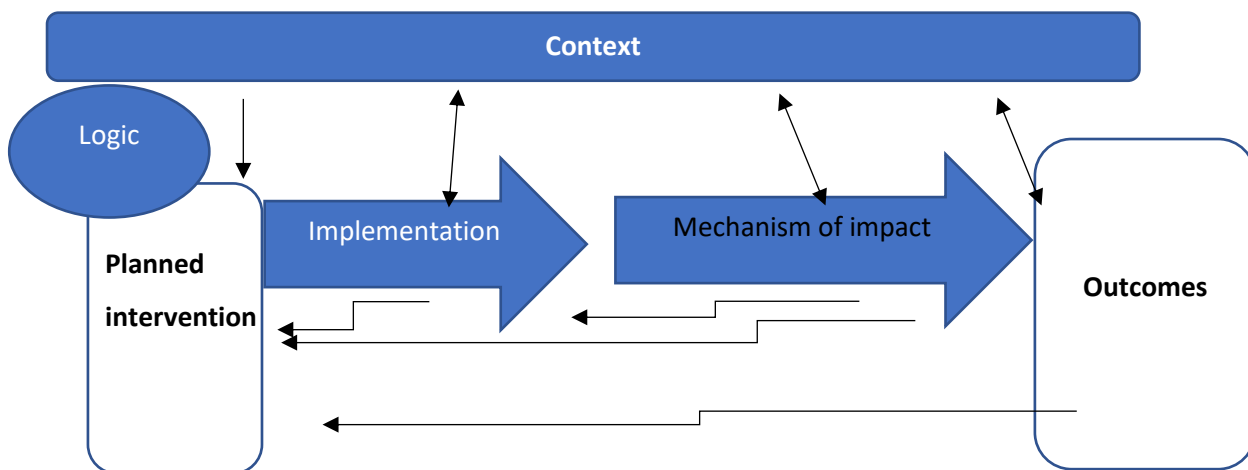 Context
Logic
Implementation
Mechanism of impact
Planned
intervention
Outcomes